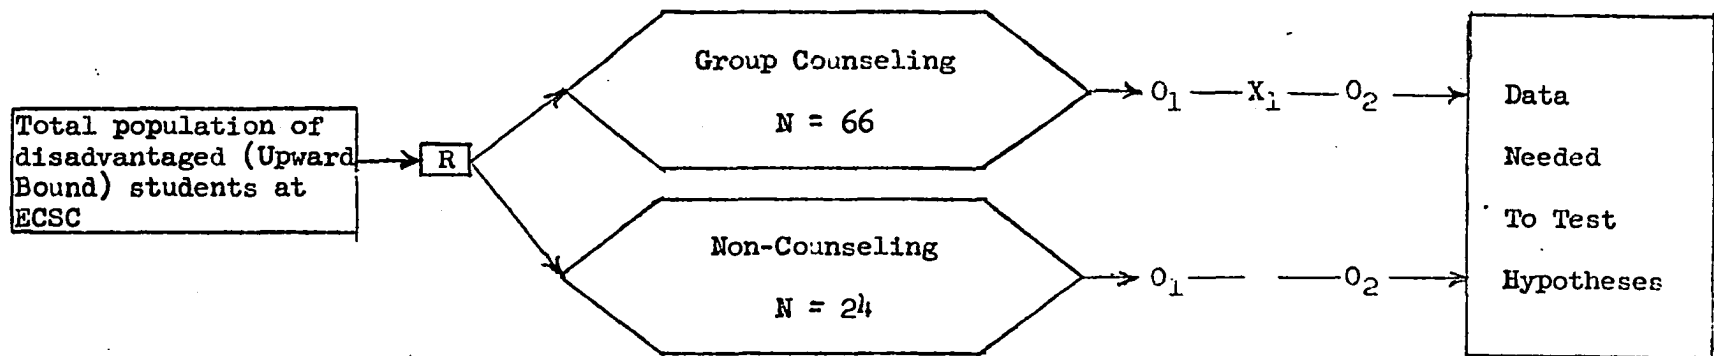 Total population of
disadvantaged (Upward
Bound) students at
ECSC
R
Group Counseling
N = 66
O₁ — X₁ — O₂
Non-Counseling
N = 24
O₁ — — O₂
Data
Needed
To Test
Hypotheses